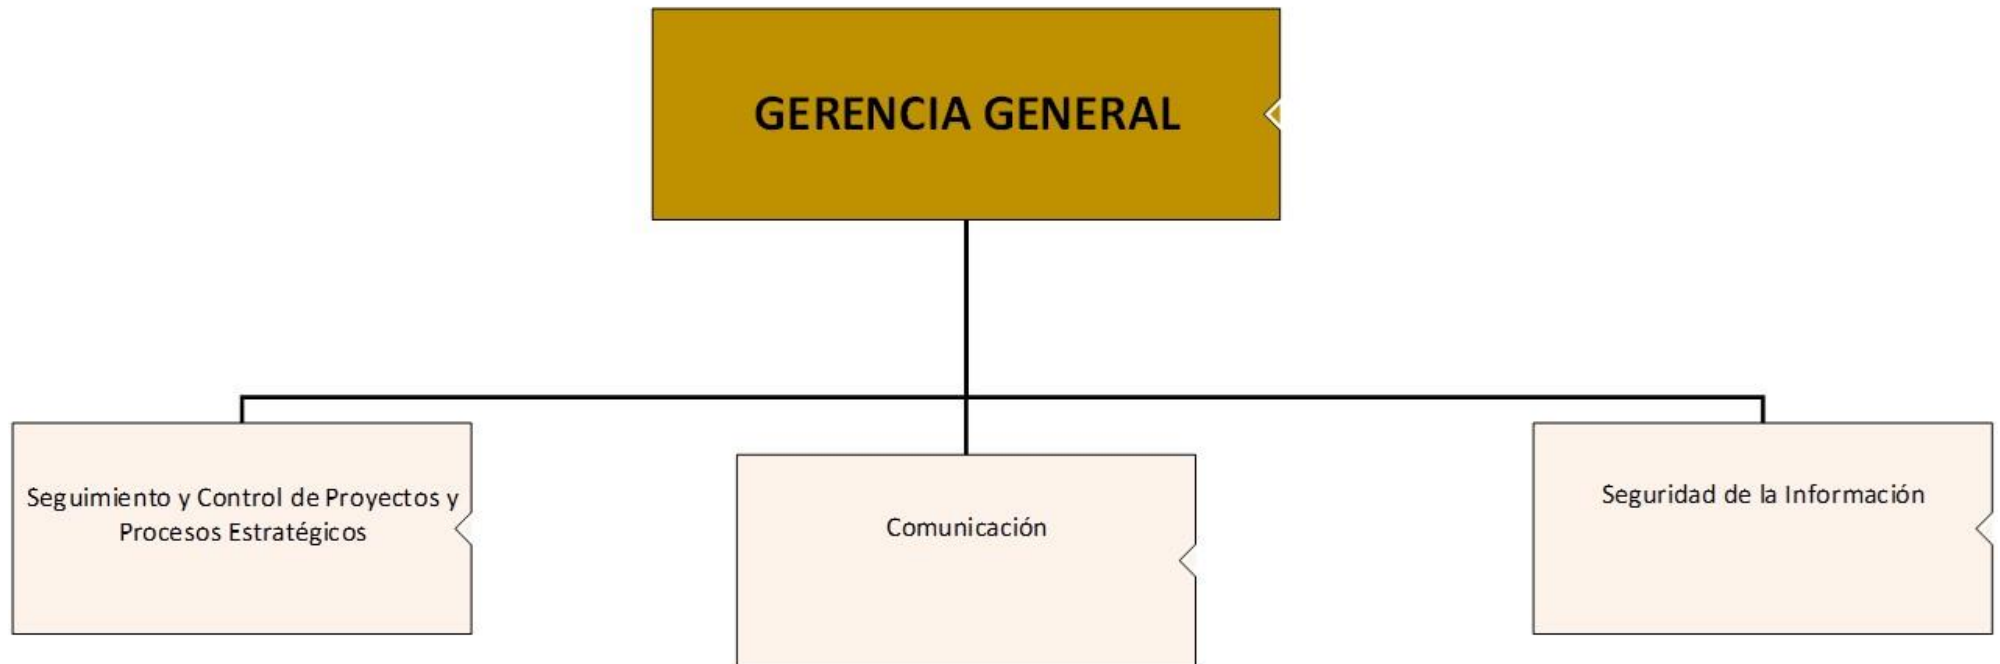 GERENCIA GENERAL
Seguimiento y Control de Proyectos y
Procesos Estratégicos
Comunicación
Seguridad de la Información